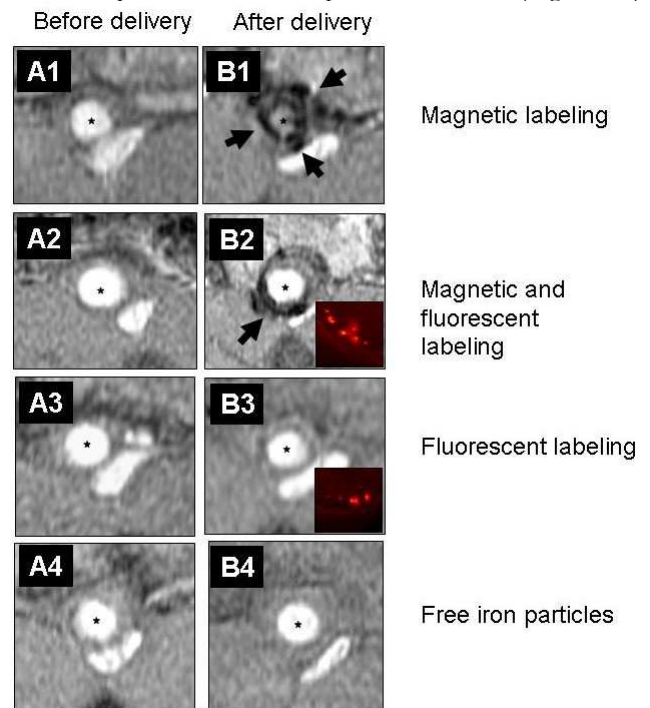 Before delivery After delivery
A1 B1 Magnetic labeling
A2 B2
Magnetic and
fluorescent
labeling
A3 B3 Fluorescent labeling
A4 B4 Free iron particles